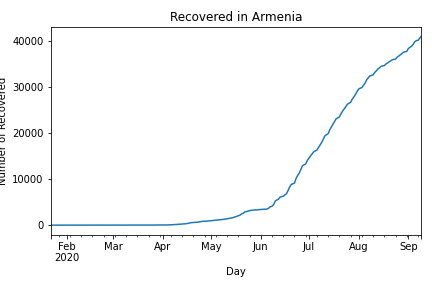 Recovered in Armenia
Number of Recovered
40000
30000
20000
10000
0
Feb
2020
Mar
Apr
May
Jun
Jul
Aug
Sep
Day